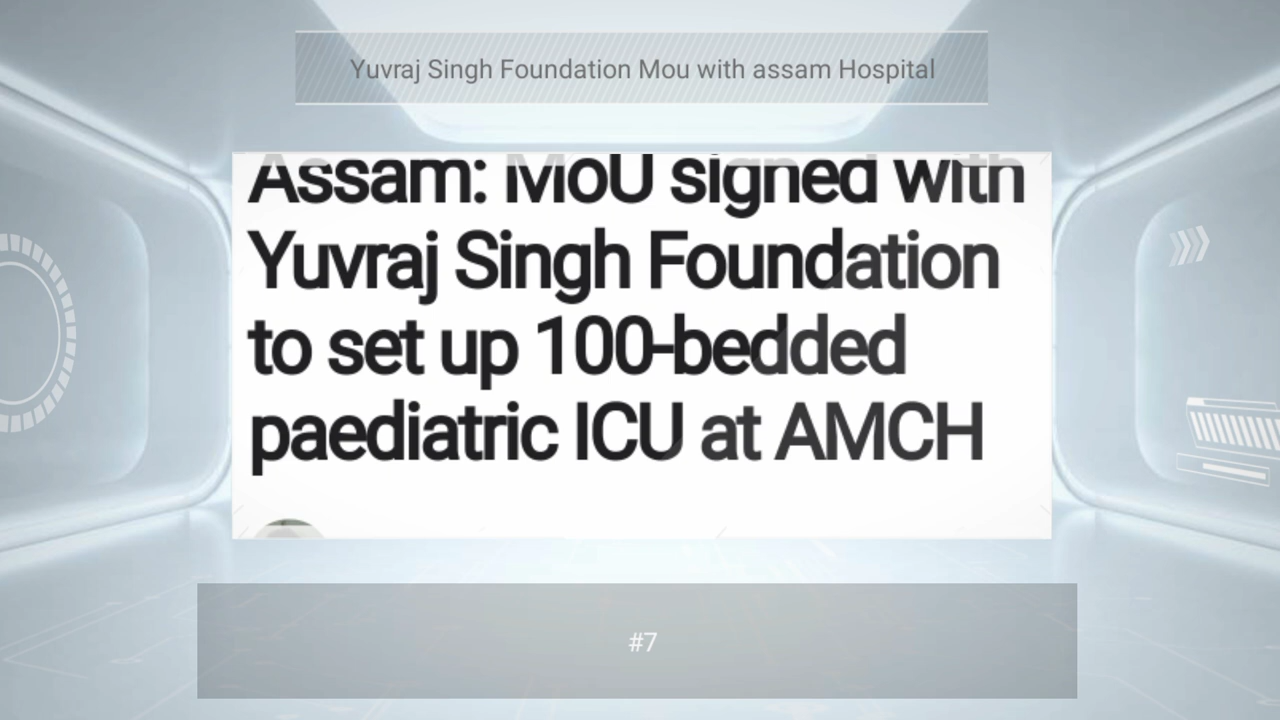 Yuvraj Singh Foundation Mou with assam Hospital
Assam: MoU signed with
Yuvraj Singh Foundation
to set up 100-bedded
paediatric ICU at AMCH
#7